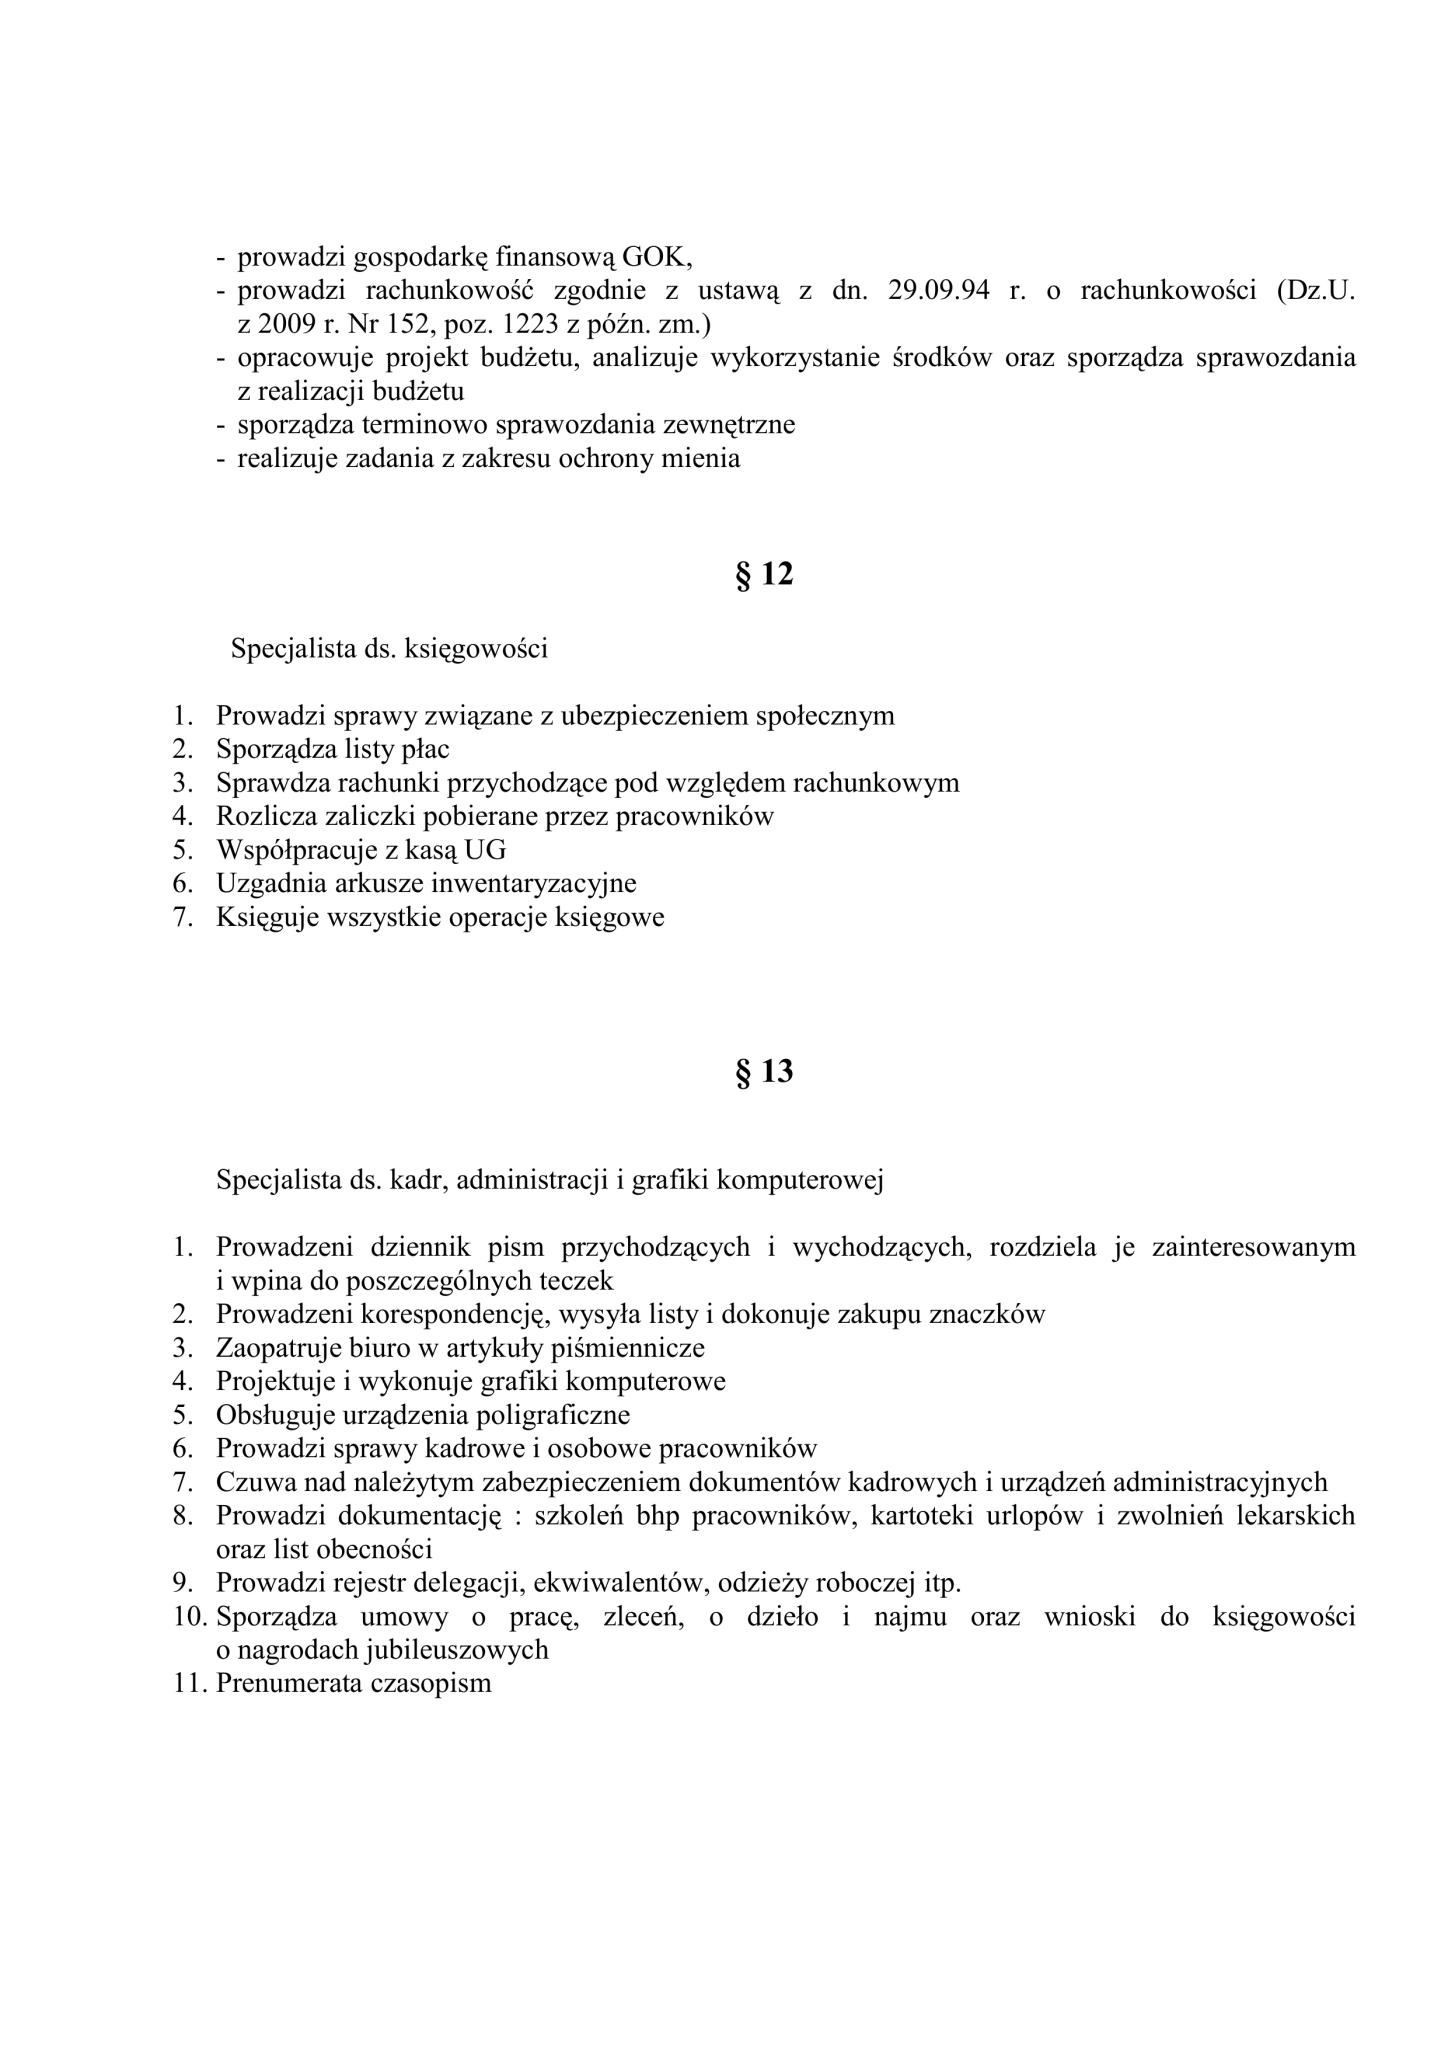 - prowadzi gospodarkę finansową GOK,
- prowadzi rachunkowość zgodnie z ustawą z dn. 29.09.94 r. o rachunkowości (Dz.U.
z 2009 r. Nr 152, poz. 1223 z późn. zm.)
- opracowuje projekt budżetu, analizuje wykorzystanie środków oraz sporządza sprawozdania
z realizacji budżetu
- sporządza terminowo sprawozdania zewnętrzne
- realizuje zadania z zakresu ochrony mienia
§ 12
Specjalista ds. księgowości
1. Prowadzi sprawy związane z ubezpieczeniem społecznym
2. Sporządza listy płac
3. Sprawdza rachunki przychodzące pod względem rachunkowym
4. Rozlicza zaliczki pobierane przez pracowników
5. Współpracuje z kasą UG
6. Uzgadnia arkusze inwentaryzacyjne
7. Księguje wszystkie operacje księgowe
§ 13
Specjalista ds. kadr, administracji i grafiki komputerowej
1. Prowadzeni dziennik pism przychodzących i wychodzących, rozdziela je zainteresowanym
i wpina do poszczególnych teczek
2. Prowadzeni korespondencję, wysyła listy i dokonuje zakupu znaczków
3. Zaopatruje biuro w artykuły piśmiennicze
4. Projektuje i wykonuje grafiki komputerowe
5. Obsługuje urządzenia poligraficzne
6. Prowadzi sprawy kadrowe i osobowe pracowników
7. Czuwa nad należytym zabezpieczeniem dokumentów kadrowych i urządzeń administracyjnych
8. Prowadzi dokumentację : szkoleń bhp pracowników, kartoteki urlopów i zwolnień lekarskich
oraz list obecności
9. Prowadzi rejestr delegacji, ekwiwalentów, odzieży roboczej itp.
10. Sporządza umowy o pracę, zleceń, o dzieło i najmu oraz wnioski do księgowości
o nagrodach jubileuszowych
11. Prenumerata czasopism